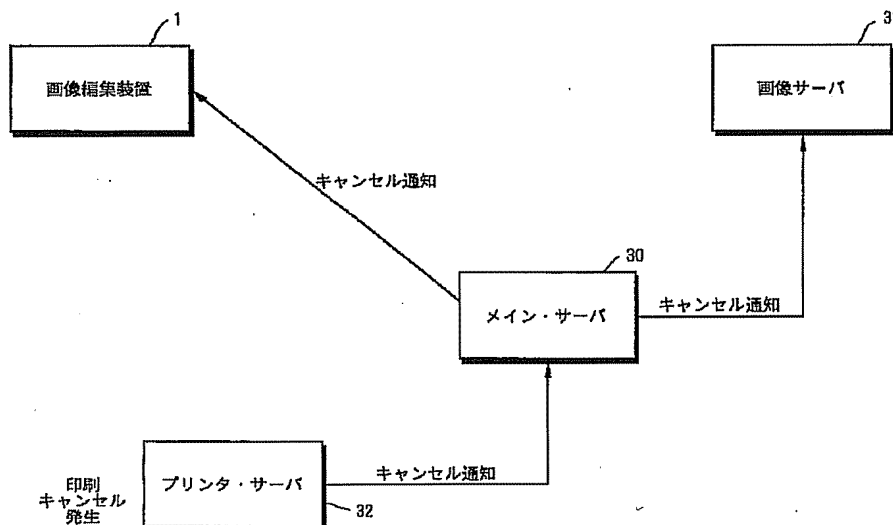 1
画像編集装置
3
画像サーバ
キャンセル通知
30
メイン・サーバ
キャンセル通知
印刷
キャンセル
発生
プリンタ・サーバ
32
キャンセル通知